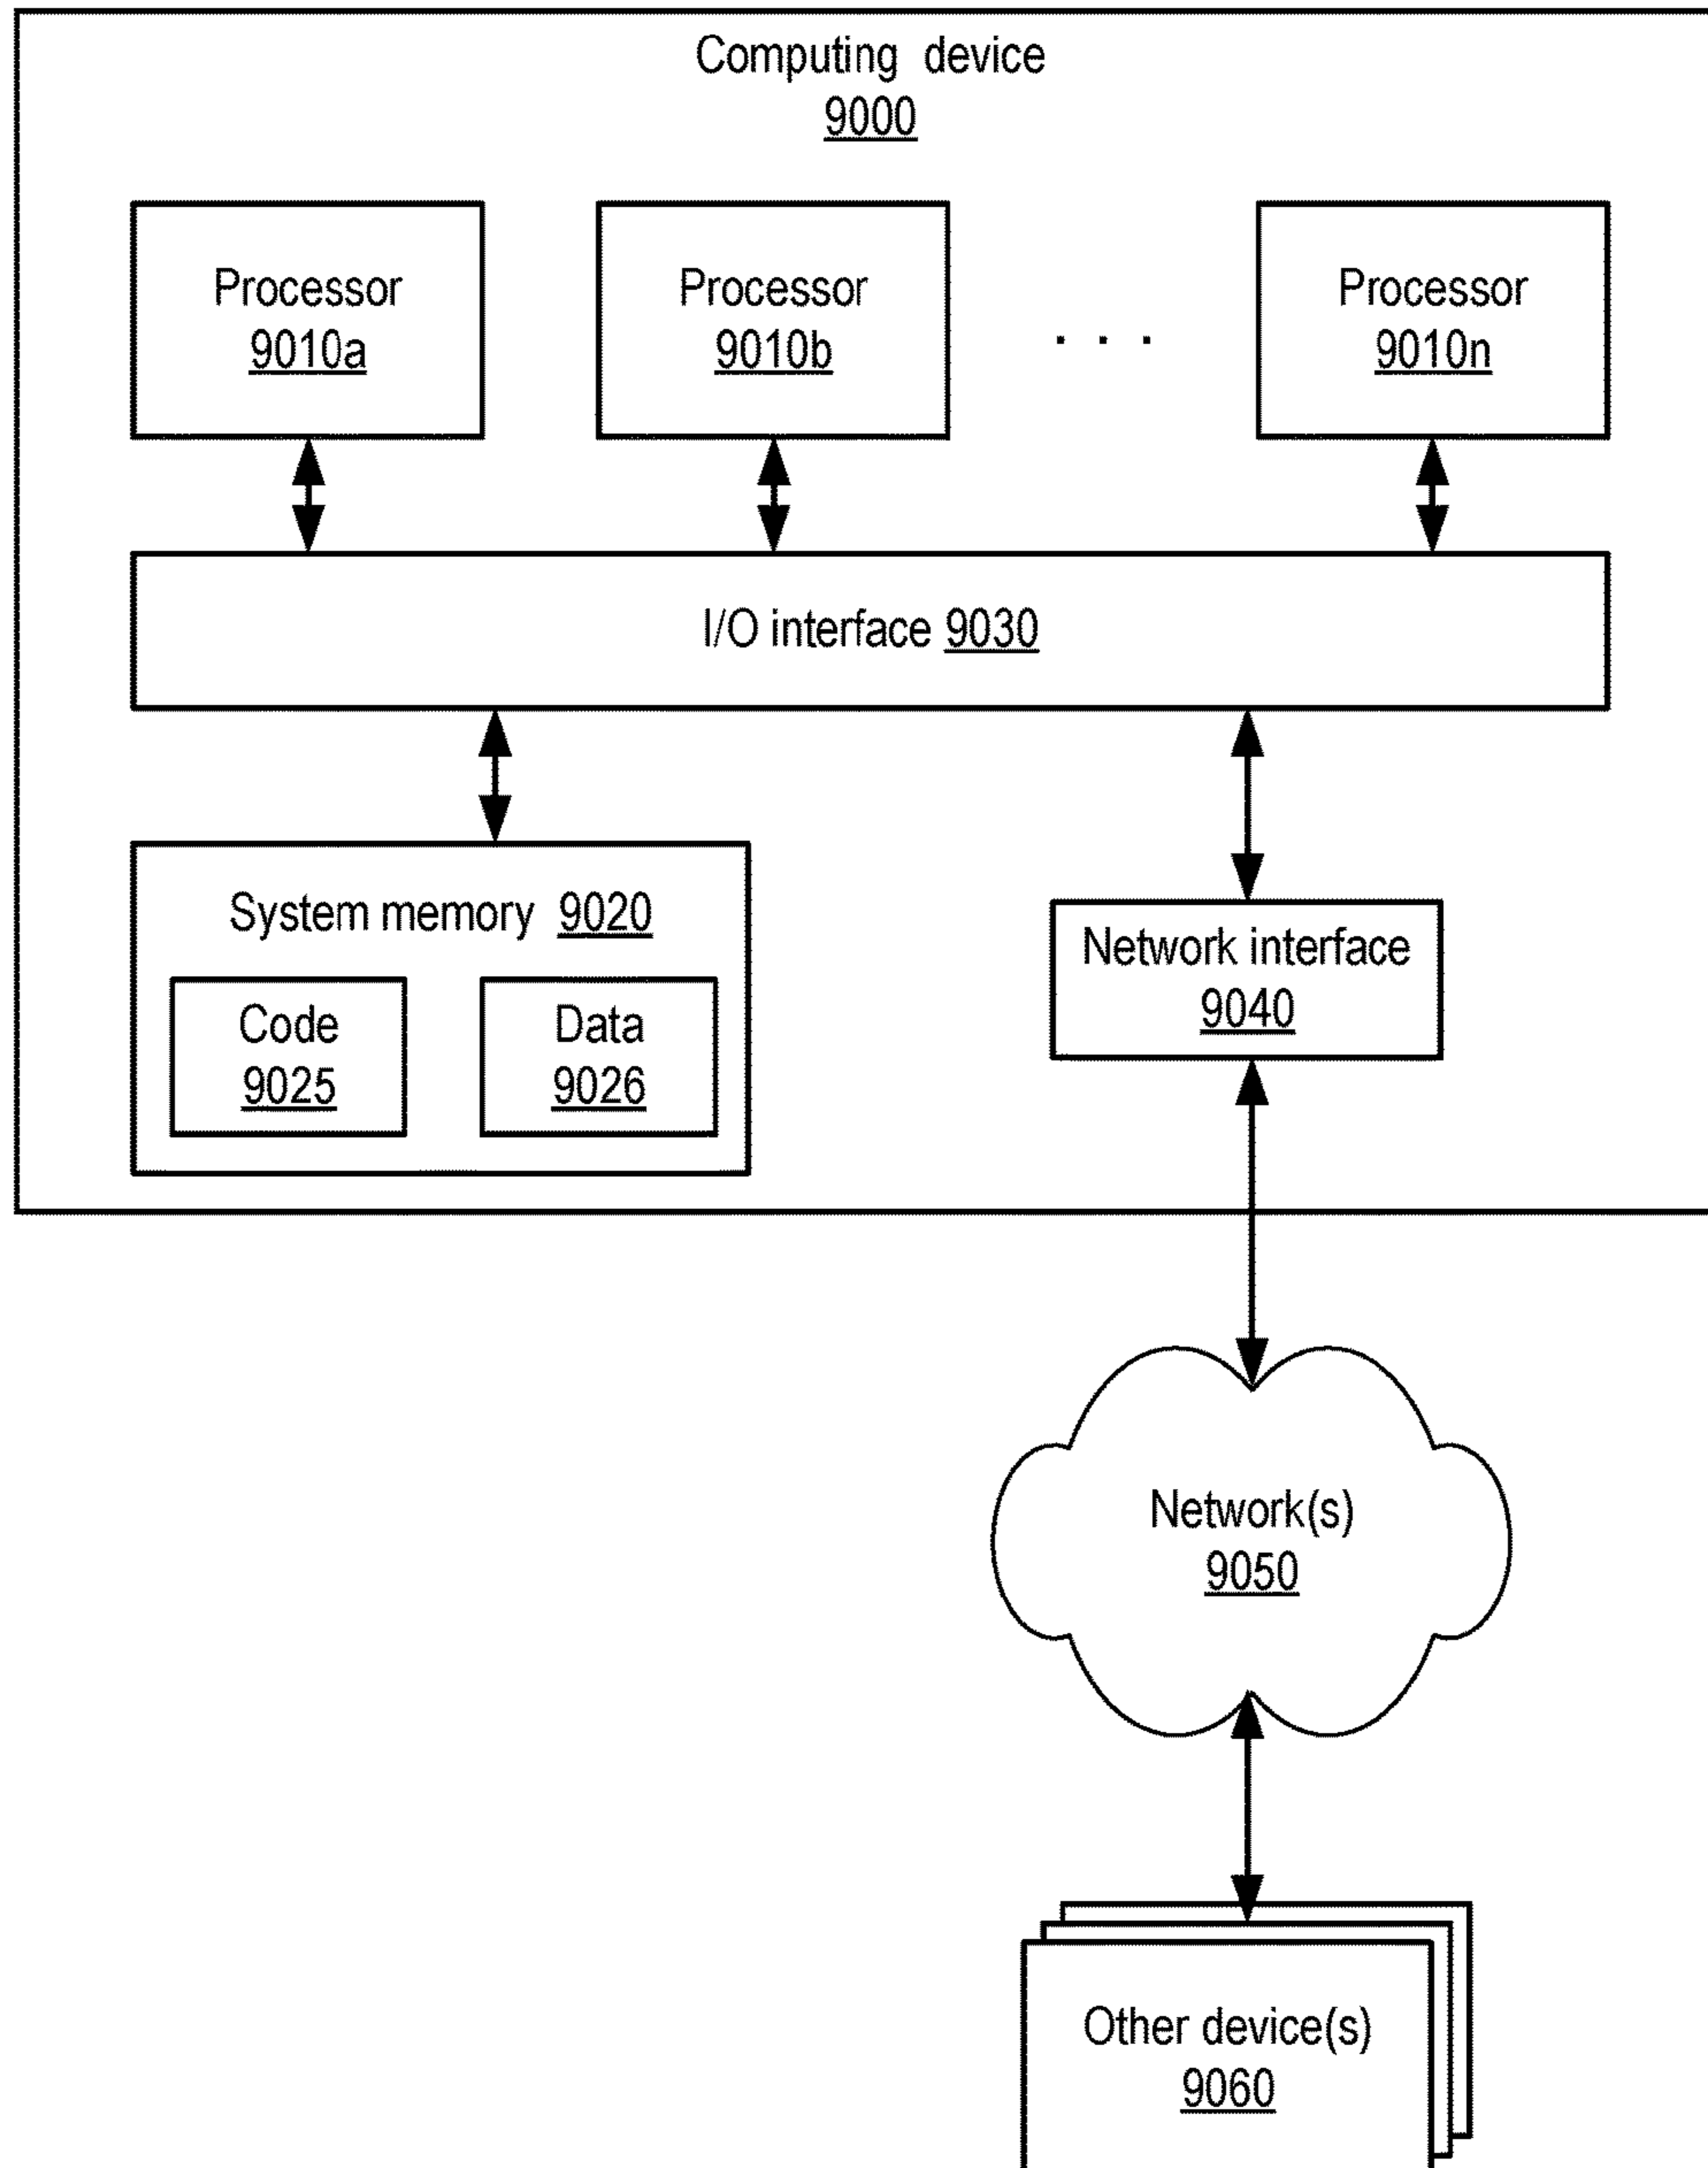 Computing device
9000
Processor
9010a
Processor
9010b
. . .
Processor
9010n
I/O interface 9030
System memory 9020
Code
9025
Data
9026
Network interface
9040
Network(s)
9050
Other device(s)
9060